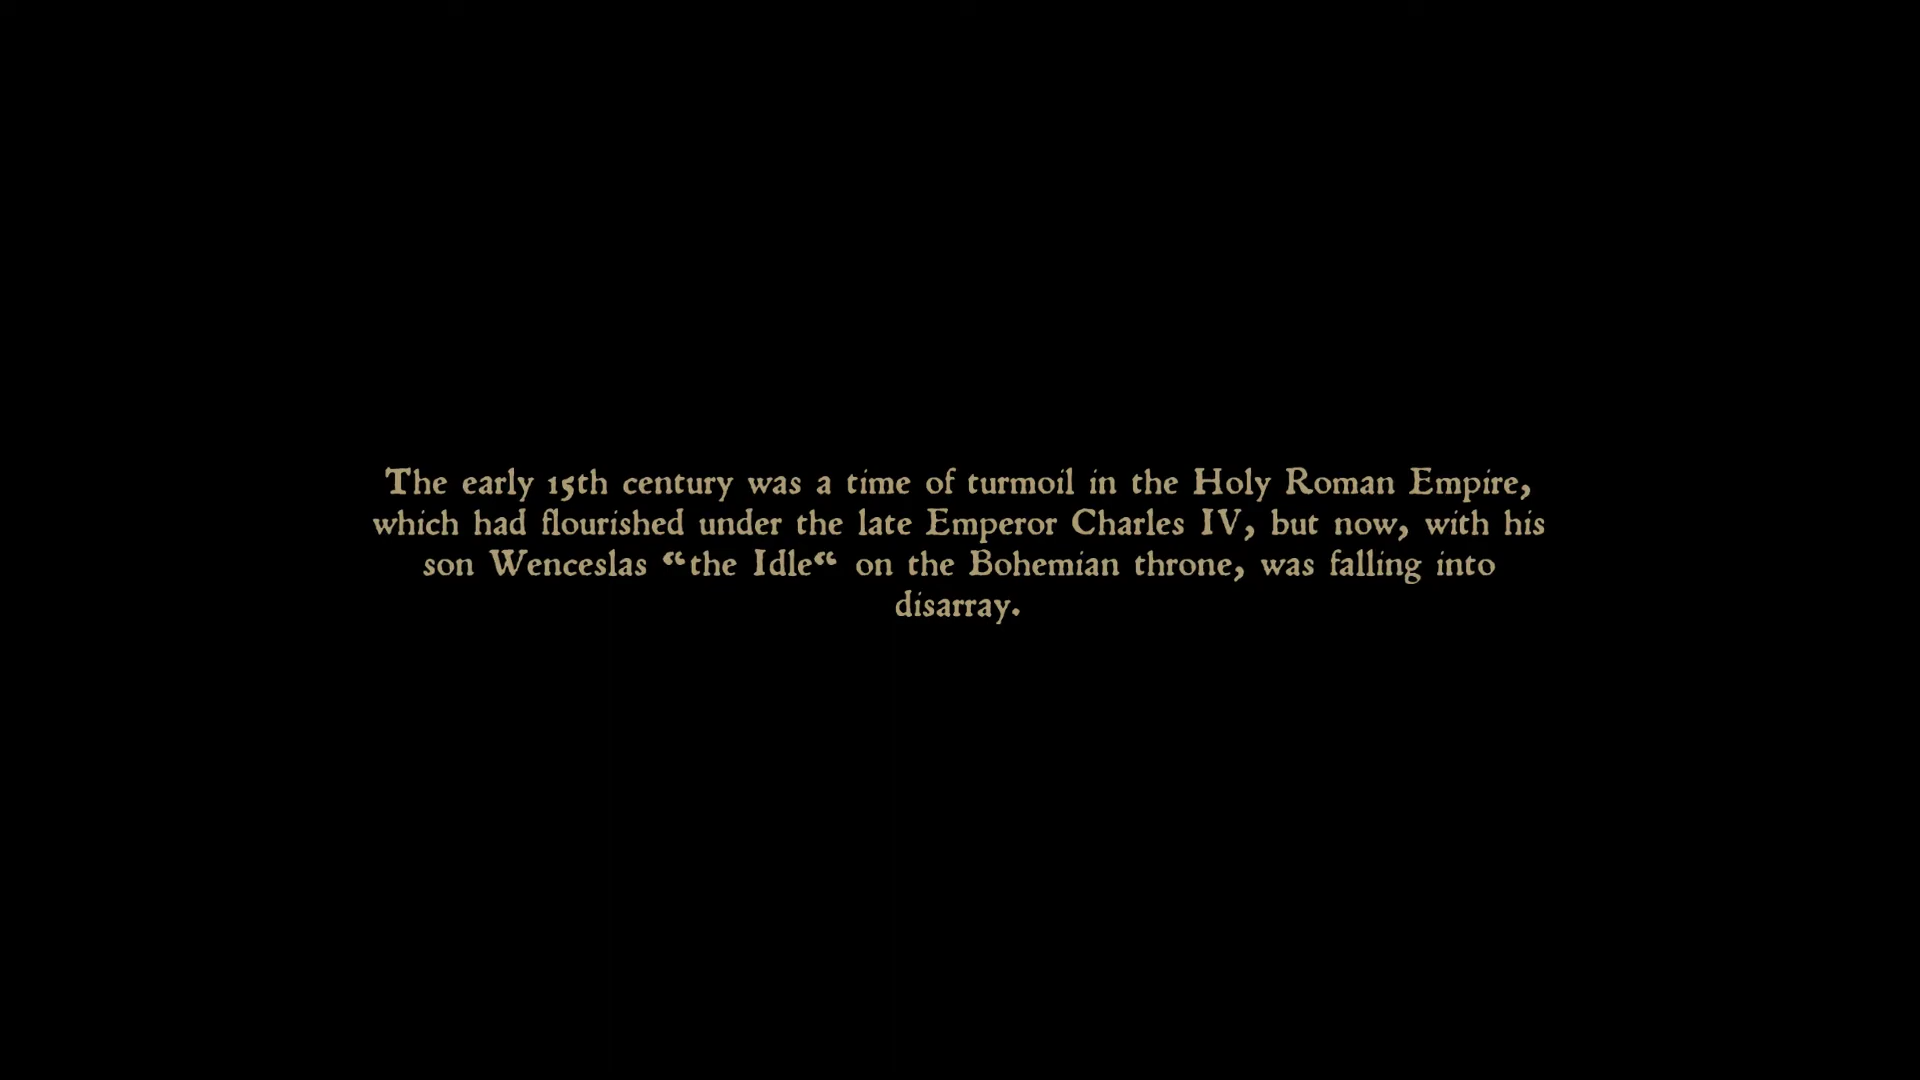 The early 15th century was a time of turmoil in the Holy Roman Empire,
which had flourished under the late Emperor Charles IV, but now, with his
son Wenceslas “the Idle“ on the Bohemian throne, was falling into
disarray.